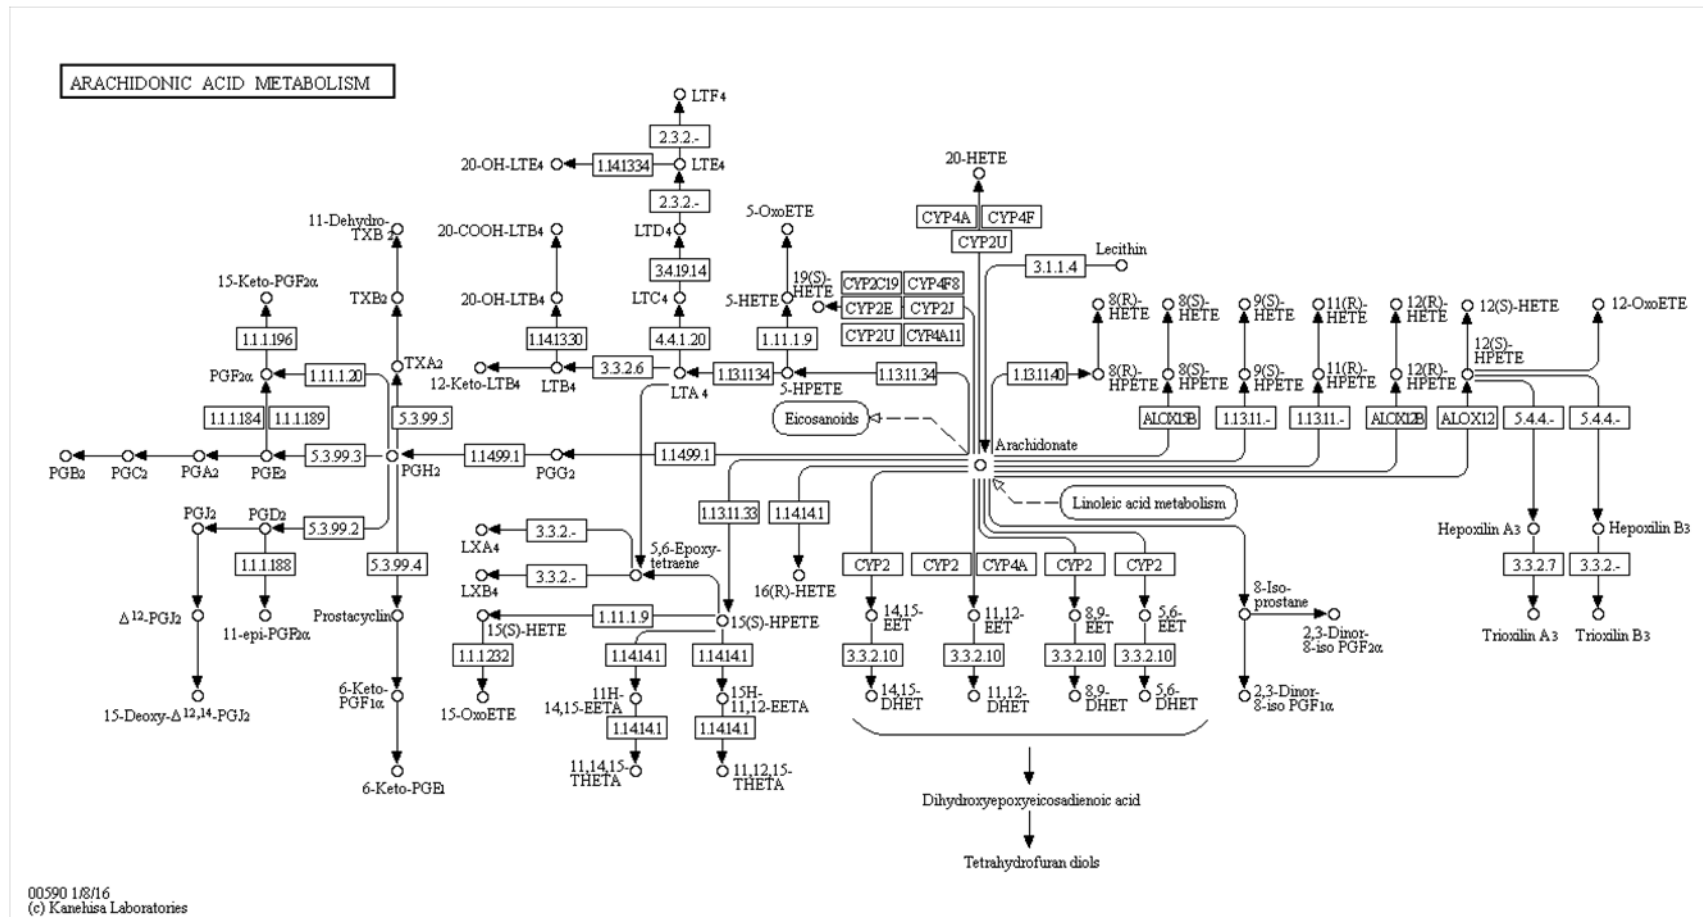 ARACHIDONIC ACID METABOLISM
LTF4
2.3.2.-
20-OH-LTE4
1.14.1334
LTE4
20-HETE
2.3.2.-
11-Dehydro-
TXB 2
20-COOH-LTB4
LTD4
5-OxoETE
CYP4A
CYP4F
CYP2U
Lecithin
3.1.1.4
3.4.19.14
15-Keto-PGF2α
TXB2
20-OH-LTB4
LTC4
5-HETE
19(S)-
HETE
CYP2C19
CYP4F8
CYP2E
CYP2J
CYP2U
CYP4A11
8(R)-
HETE
8(S)-
HETE
9(S)-
HETE
11(R)-
HETE
12(R)-
HETE
12(S)-HETE
12-OxoETE
1.1.1.196
1.14.1330
4.4.1.20
1.11.1.9
12(S)-
HPETE
PGF2α
1.11.1.20
TXA2
12-Keto-LTB4
LTB4
3.3.2.6
LTA 4
1.13.1134
5-HPETE
1.13.11.34
1.13.1140
8(R)-
HPETE
8(S)-
HPETE
9(S)-
HPETE
11(R)-
HPETE
12(R)-
HPETE
1.1.1.184
1.1.1.189
5.3.99.5
Eicosanoids
ALOX15B
1.13.11.-
1.13.11.-
ALOX12B
ALOX12
5.4.4.-
5.4.4.-
Arachidonate
PGB2
PGC2
PGA2
PGE2
5.3.99.3
PGH2
1.14.99.1
PGG2
1.14.99.1
Linoleic acid metabolism
PGJ2
PGD2
5.3.99.2
1.13.11.33
1.14.14.1
LXA4
3.3.2.-
Hepoxilin A3
Hepoxilin B3
5,6-Epoxy-
tetraene
1.1.1.188
5.3.99.4
LXB4
3.3.2.-
16(R)-HETE
CYP2
CYP2
CYP4A
CYP2
CYP2
3.3.2.7
3.3.2.-
8-Iso-
prostane
Δ12-PGJ2
11-epi-PGF2α
Prostacyclin
15(S)-HETE
1.11.1.9
15(S)-HPETE
14,15-
EET
11,12-
EET
8,9-
EET
5,6-
EET
2,3-Dinor-
8-iso PGF2α
Trioxilin A3
Trioxilin B3
1.1.1.232
1.14.14.1
1.14.14.1
3.3.2.10
3.3.2.10
3.3.2.10
3.3.2.10
6-Keto-
PGF1α
15-Deoxy-Δ12,14-PGJ2
15-OxoETE
11H-
14,15-EETA
15H-
11,12-EETA
14,15-
DHET
11,12-
DHET
8,9-
DHET
5,6-
DHET
2,3-Dinor-
8-iso PGF1α
1.14.14.1
1.14.14.1
6-Keto-PGE1
11,14,15-
THETA
11,12,15-
THETA
Dihydroxyepoxyeicosadienoic acid
Tetrahydrofuran diols
00590 1/8/16
(c) Kanehisa Laboratories